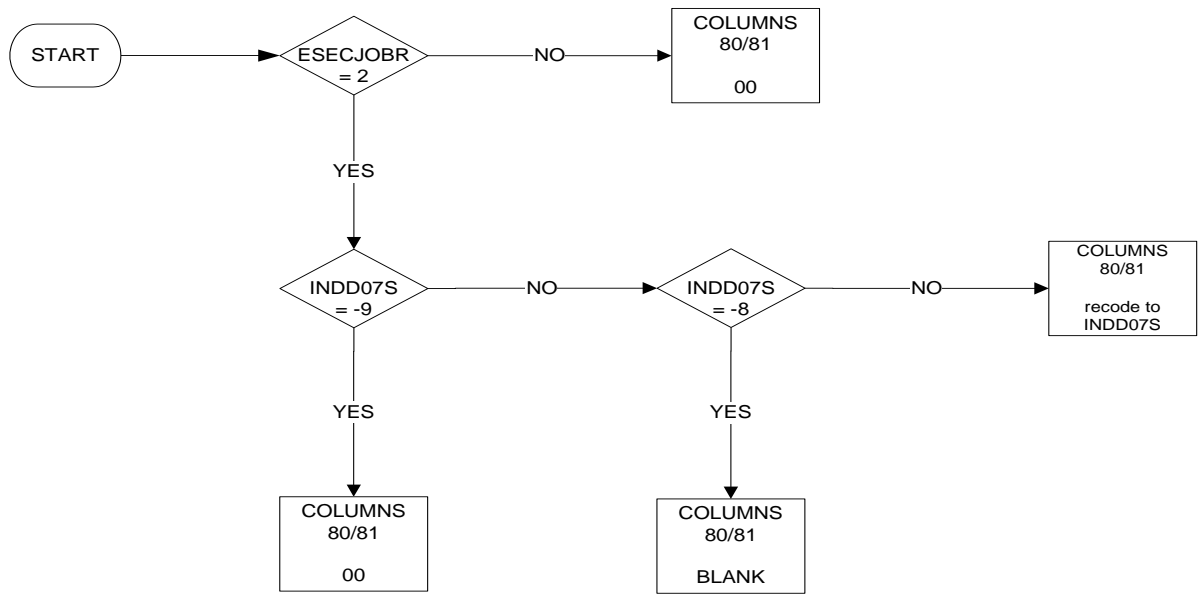 START
ESECJOBR
= 2
NO
COLUMNS
80/81
00
YES
INDD07S
= -9
NO
INDD07S
= -8
NO
COLUMNS
80/81
recode to
INDD07S
YES
YES
COLUMNS
80/81
00
COLUMNS
80/81
BLANK